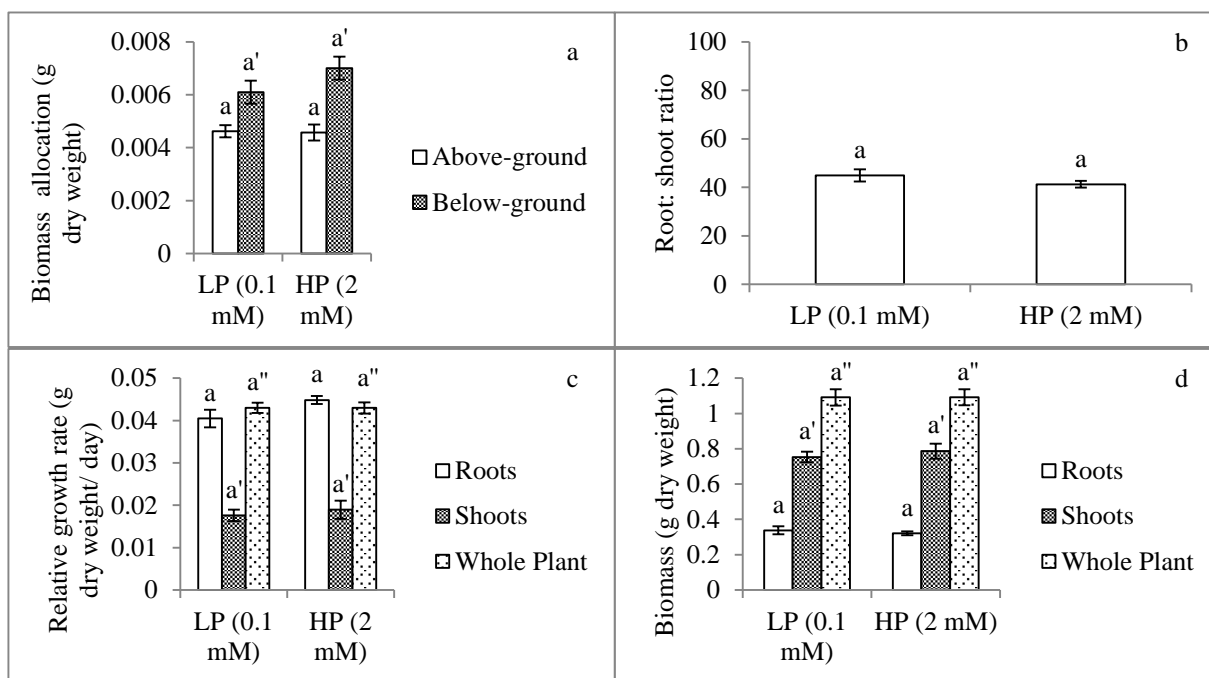 Biomass allocation (g
dry weight)
0.008
0.006
0.004
0.002
0
a
a'
a
a'
a
LP (0.1
mM)
HP (2
mM)
Above-ground
Below-ground
Root: shoot ratio
100
80
60
40
20
0
a
a
b
LP (0.1 mM)
HP (2 mM)
Relative growth rate (g
dry weight/ day)
0.05
0.04
0.03
0.02
0.01
0
a
a'
a"
a
a'
a"
c
LP (0.1
mM)
HP (2
mM)
Roots
Shoots
Whole Plant
Biomass (g dry weight)
1.2
1
0.8
0.6
0.4
0.2
0
a
a'
a"
a
a'
a"
d
LP (0.1
mM)
HP (2 mM)
Roots
Shoots
Whole Plant